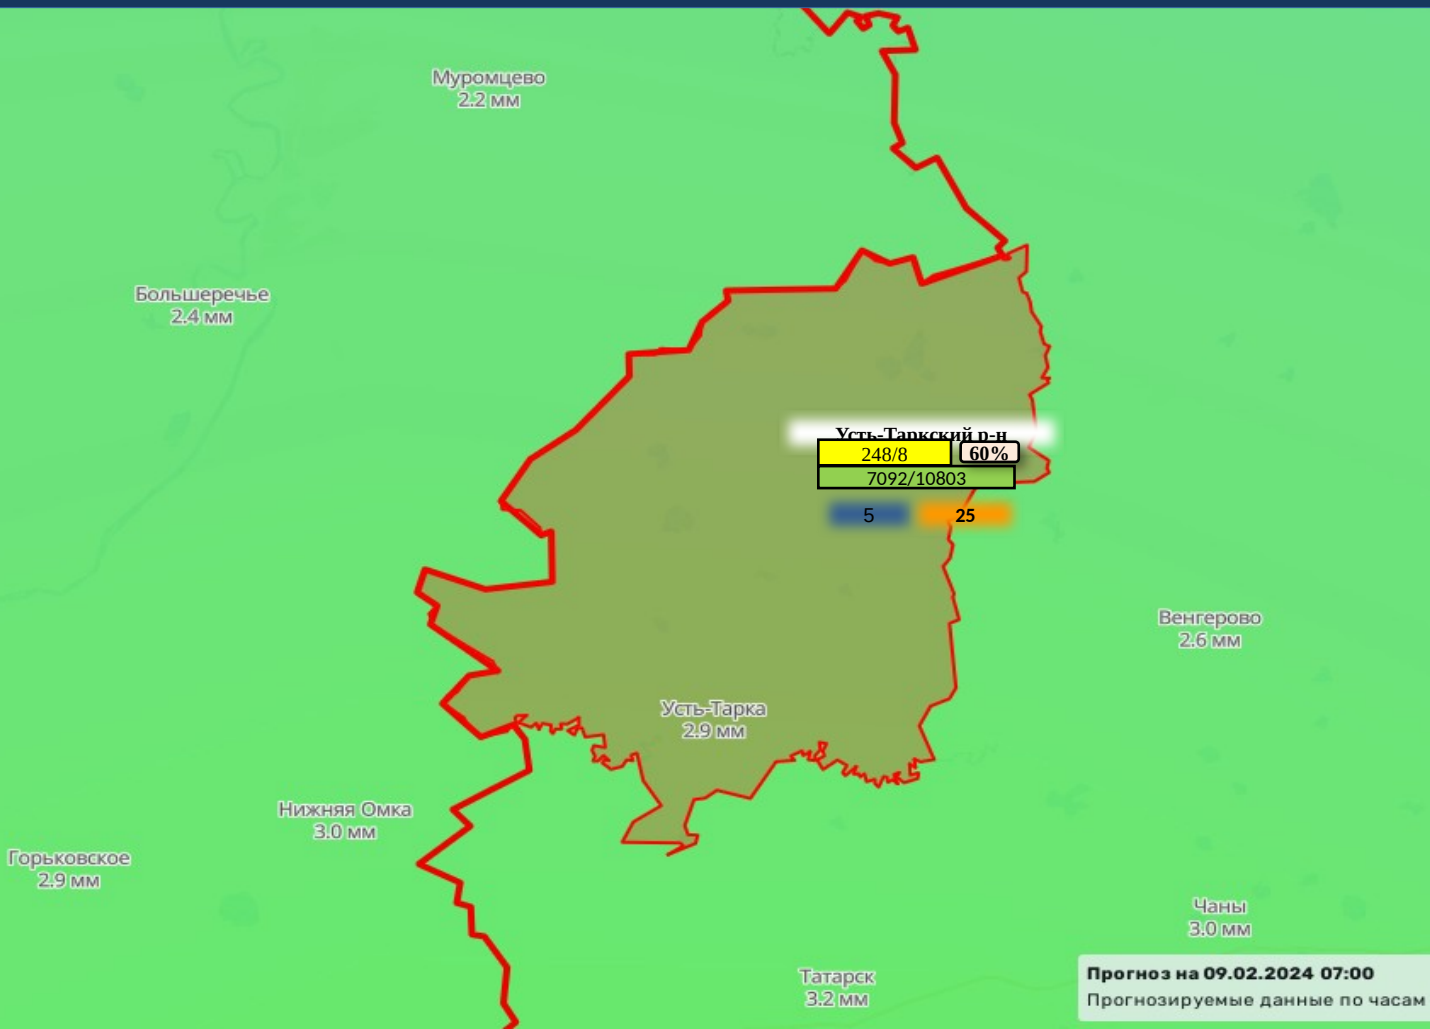 Муромцево
2.2 мм
Большеречье
2.4 мм
Усть-Таркский р-н
248/8
60%
7092/10803
5
25
Венгерово
2.6 мм
Усть-Тарка
2.9 мм
Нижняя Омка
3.0 мм
Горьковское
2.9 мм
Чаны
3.0 мм
Татарск
3.2 мм
Прогноз на 09.02.2024 07:00
Прогнозируемые данные по часам